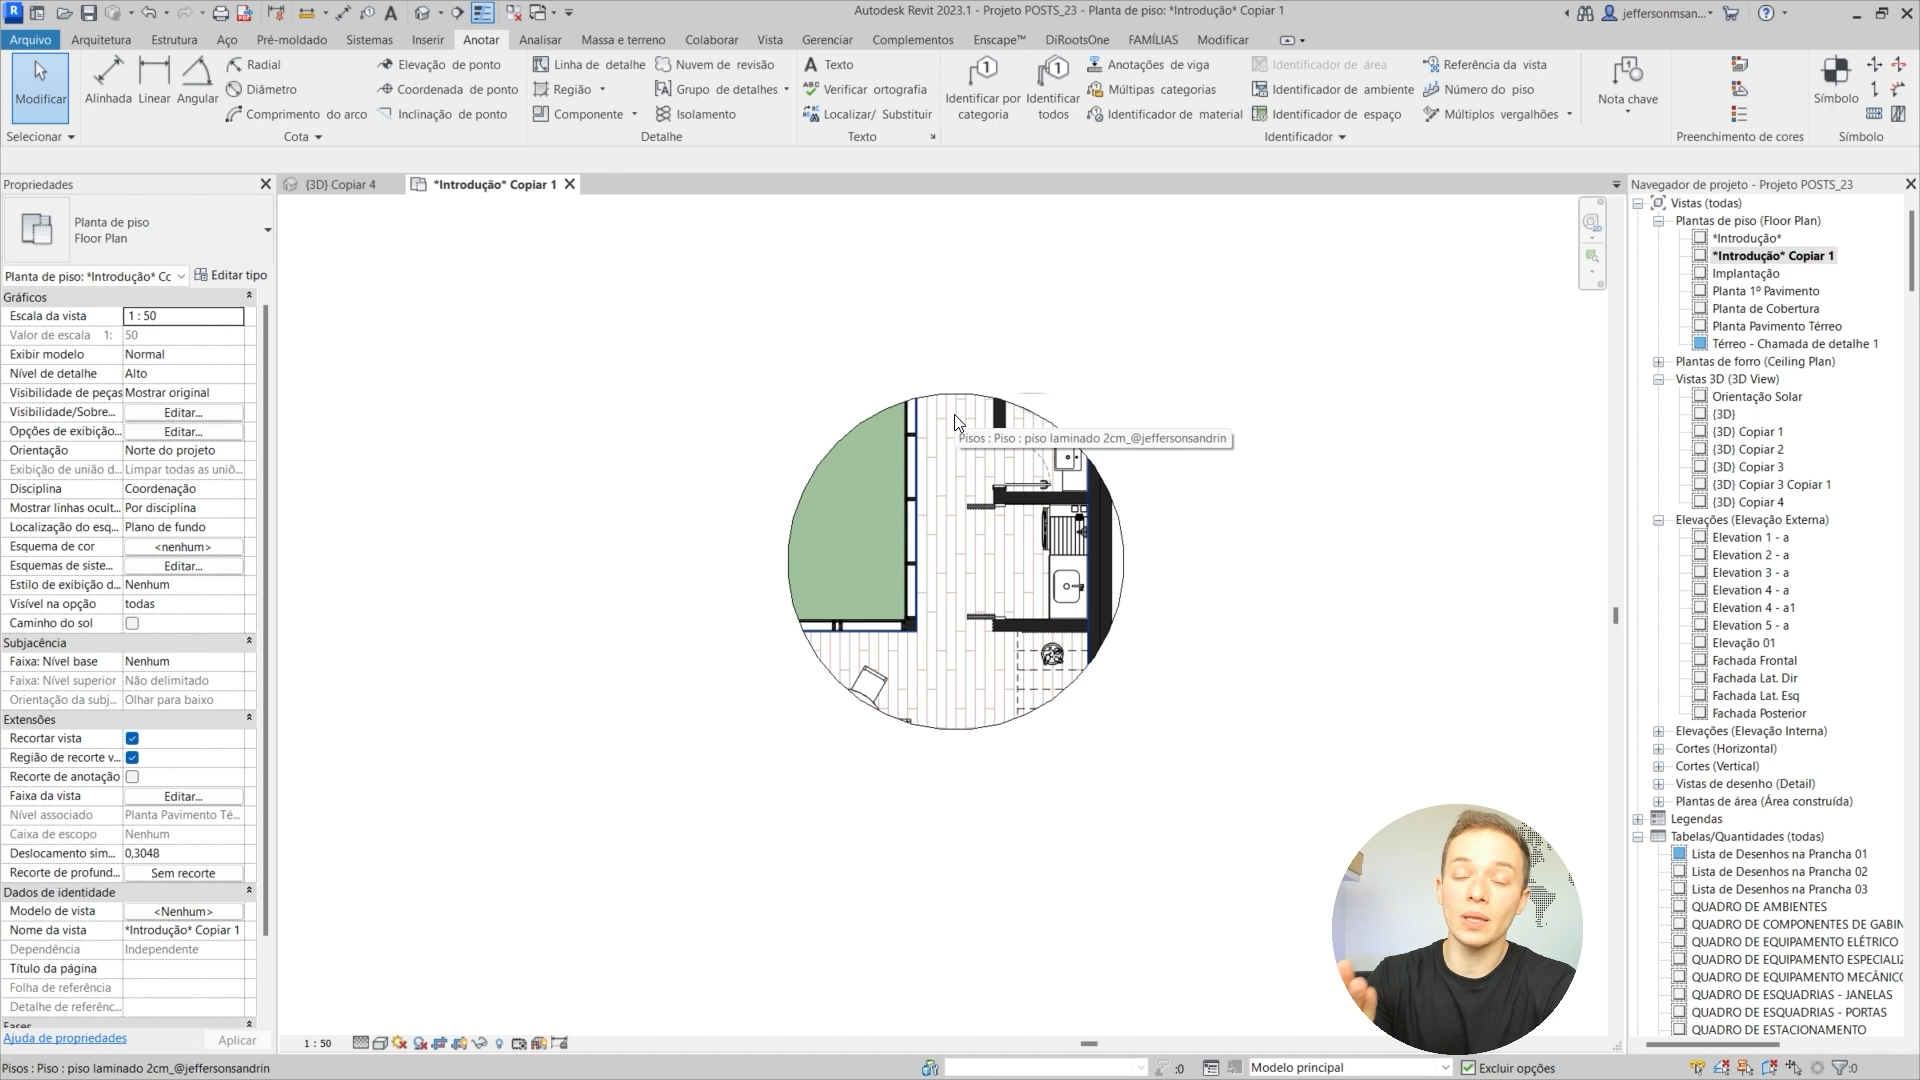 Autodesk Revit 2023.1 - Projeto POSTS_23 - Planta de piso: *Introdução* Copiar 1
jeffersonmsan...
Arquivo Arquitetura Estrutura Aço Pré-moldado Sistemas Inserir Anotar Analisar Massa e terreno Colaborar Vista Gerenciar Complementos Enscape™ DiRootsOne FAMÍLIAS Modificar
Modificar
Selecionar
Alinhada Linear Angular
Radial
Diâmetro
Comprimento do arco
Elevação de ponto
Coordenada de ponto
Inclinação de ponto
Cota
Linha de detalhe
Região
Componente
Nuvem de revisão
Grupo de detalhes
Isolamento
Detalhe
Texto
Verificar ortografia
Localizar/ Substituir
Texto
Identificar por categoria
Identificar todos
Anotações de viga
Múltipas categorias
Identificador de material
Identificador de área
Identificador de ambiente
Identificador de espaço
Referência da vista
Número do piso
Múltiplos vergalhões
Identificador
Nota chave
Preenchimento de cores
Símbolo
Símbolo
Propriedades
{3D} Copiar 4
*Introdução* Copiar 1
Planta de piso
Floor Plan
Planta de piso: *Introdução* Cc
Editar tipo
Gráficos
Escala da vista 1 : 50
Valor de escala 1: 50
Exibir modelo Normal
Nível de detalhe Alto
Visibilidade de peças Mostrar original
Visibilidade/Sobre... Editar...
Opções de exibição... Editar...
Orientação Norte do projeto
Exibição de união d... Limpar todas as uniõ...
Disciplina Coordenação
Mostrar linhas ocult... Por disciplina
Localização do esq... Plano de fundo
Esquema de cor <nenhum>
Esquemas de siste... Editar...
Estilo de exibição d... Nenhum
Visível na opção todas
Caminho do sol
Subjacência
Faixa: Nível base Nenhum
Faixa: Nível superior Não delimitado
Orientação da subj... Olhar para baixo
Extensões
Recortar vista
Região de recorte v...
Recorte de anotação
Faixa da vista Editar...
Nível associado Planta Pavimento Té...
Caixa de escopo Nenhum
Deslocamento sim... 0,3048
Recorte de profund... Sem recorte
Dados de identidade
Modelo de vista <Nenhum>
Nome da vista *Introdução* Copiar 1
Dependência Independente
Título da página
Folha de referência
Detalhe de referênc...
Fases
Ajuda de propriedades
Aplicar
Pisos : Piso : piso laminado 2cm_@jeffersonsandrin
1 : 50
Navegador de projeto - Projeto POSTS_23
Vistas (todas)
Plantas de piso (Floor Plan)
*Introdução*
*Introdução* Copiar 1
Implantação
Planta 1º Pavimento
Planta de Cobertura
Planta Pavimento Térreo
Térreo - Chamada de detalhe 1
Plantas de forro (Ceiling Plan)
Vistas 3D (3D View)
Orientação Solar
{3D}
{3D} Copiar 1
{3D} Copiar 2
{3D} Copiar 3
{3D} Copiar 3 Copiar 1
{3D} Copiar 4
Elevações (Elevação Externa)
Elevation 1 - a
Elevation 2 - a
Elevation 3 - a
Elevation 4 - a
Elevation 4 - a1
Elevation 5 - a
Elevação 01
Fachada Frontal
Fachada Lat. Dir
Fachada Lat. Esq
Fachada Posterior
Elevações (Elevação Interna)
Cortes (Horizontal)
Cortes (Vertical)
Vistas de desenho (Detail)
Plantas de área (Área construída)
Legendas
Tabelas/Quantidades (todas)
Lista de Desenhos na Prancha 01
Lista de Desenhos na Prancha 02
Lista de Desenhos na Prancha 03
QUADRO DE AMBIENTES
QUADRO DE COMPONENTES DE GABIN
QUADRO DE EQUIPAMENTO ELÉTRICO
QUADRO DE EQUIPAMENTO ESPECIALIZ
QUADRO DE EQUIPAMENTO MECÂNICO
QUADRO DE ESQUADRIAS - JANELAS
QUADRO DE ESQUADRIAS - PORTAS
QUADRO DE ESTACIONAMENTO
Pisos : Piso : piso laminado 2cm_@jeffersonsandrin
:0
Modelo principal
Excluir opções
:0